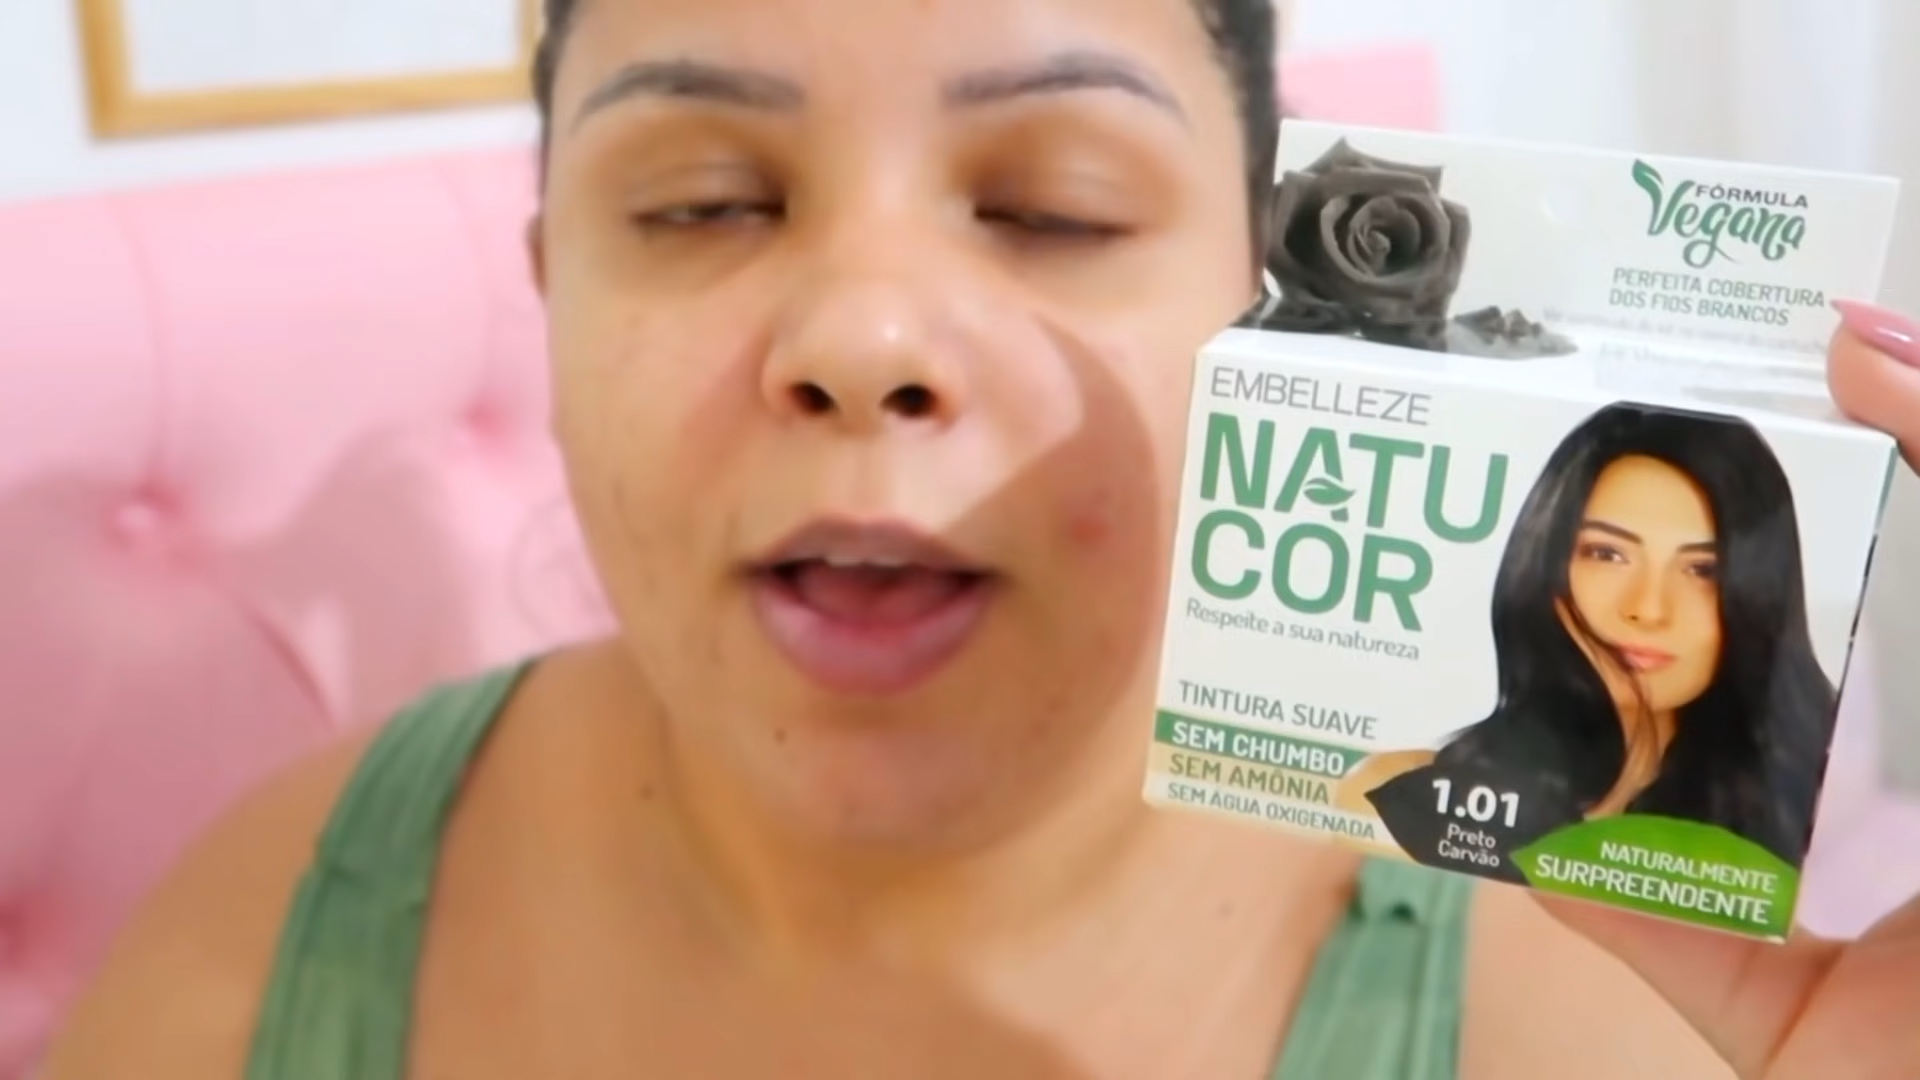 FÓRMULA
Vegana
PERFEITA COBERTURA
DOS FIOS BRANCOS
EMBELLEZE
NATU
COR
Respeite a sua natureza
TINTURA SUAVE
SEM CHUMBO
SEM AMÔNIA
SEM ÁGUA OXIGENADA
1.01
Preto
Carvão
NATURALMENTE
SURPREENDENTE